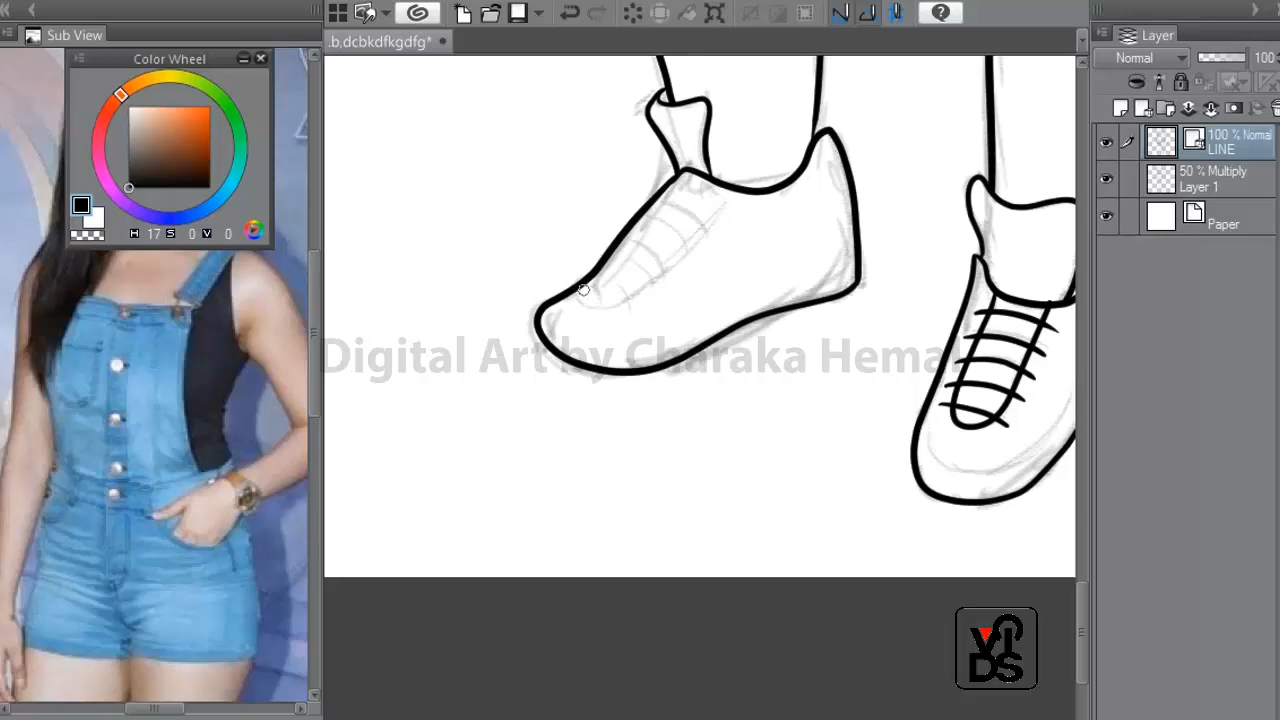 Sub View
Color Wheel
H 17 S 0 V 0
.b.dcbkdfkgdfg*
Digital Art by Charaka Hema
ViDS
Layer
Normal
100
100 % Normal
LINE
50 % Multiply
Layer 1
Paper